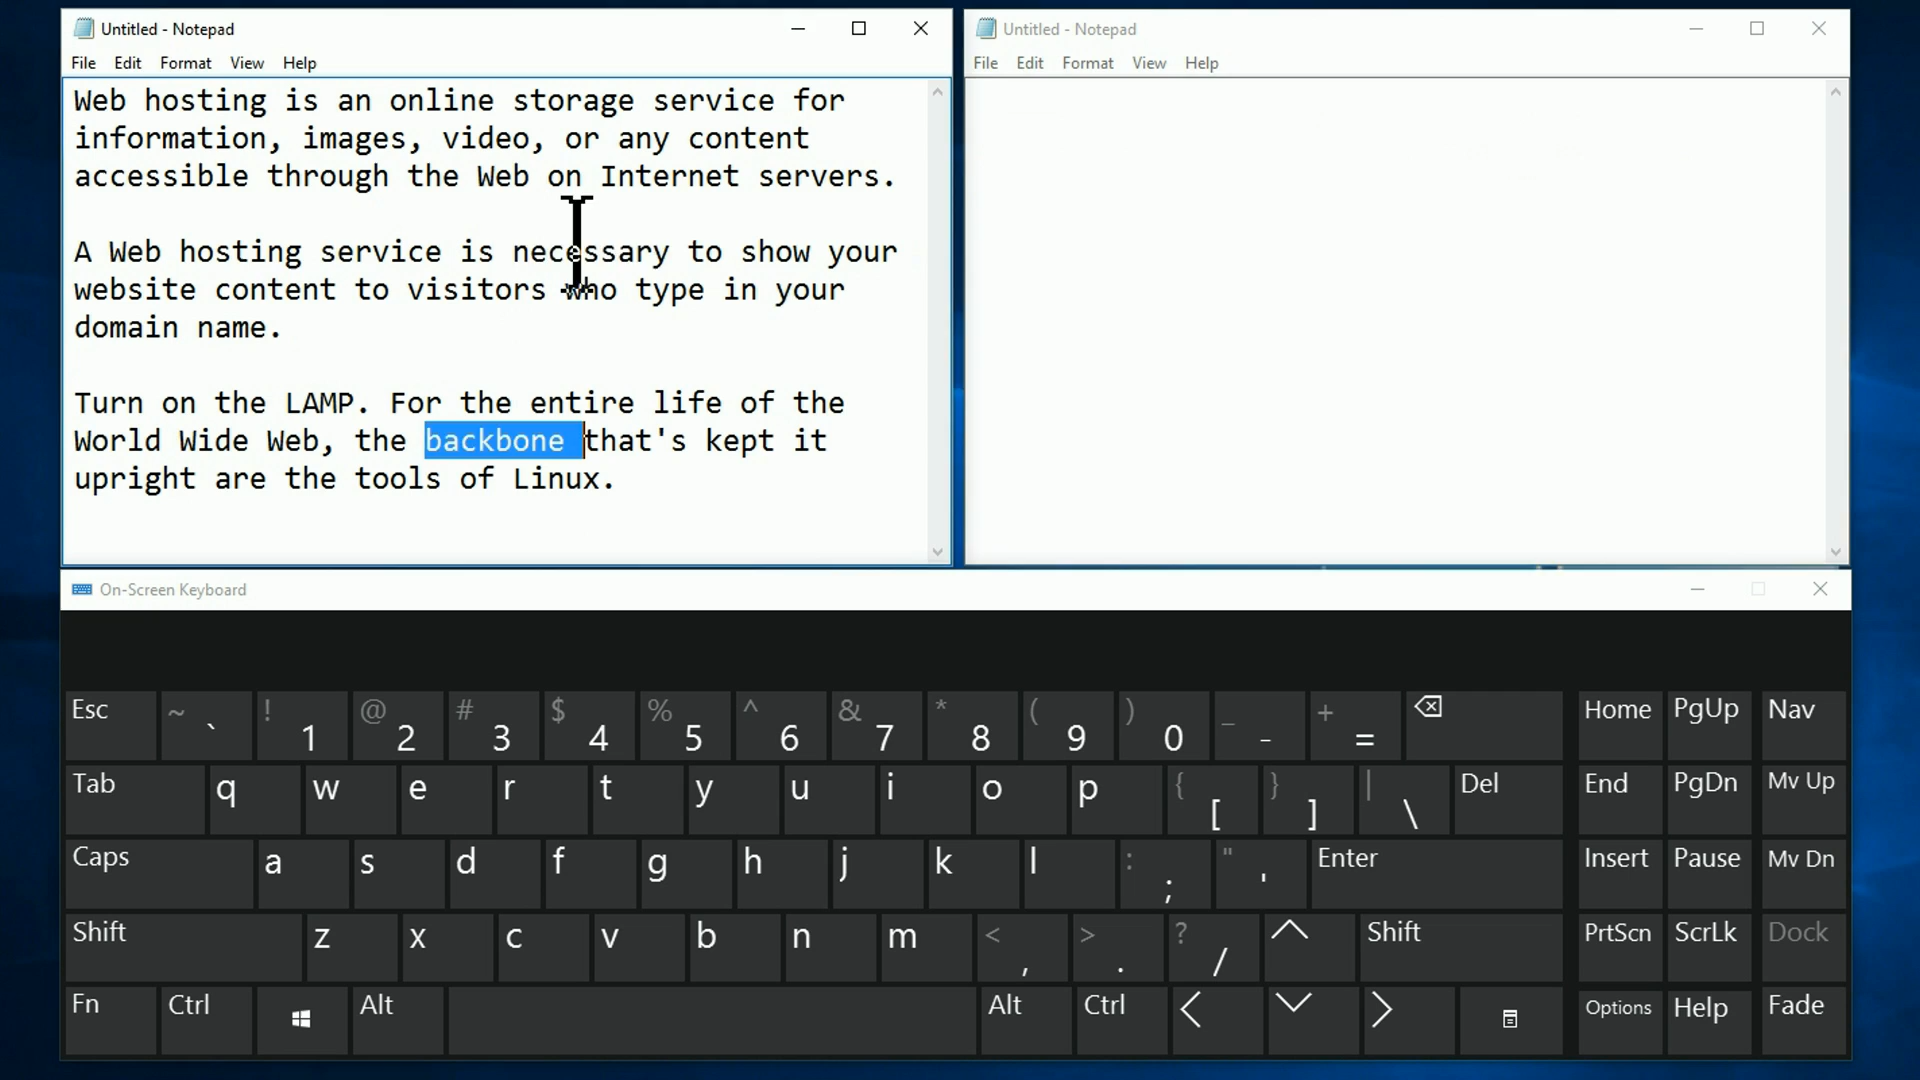 Untitled - Notepad
File Edit Format View Help
Web hosting is an online storage service for
information, images, video, or any content
accessible through the Web on Internet servers.
A Web hosting service is necessary to show your
website content to visitors who type in your
domain name.
Turn on the LAMP. For the entire life of the
World Wide Web, the backbone that's kept it
upright are the tools of Linux.
Untitled - Notepad
File Edit Format View Help
On-Screen Keyboard
Esc ~ ` ! 1 @ 2 # 3 $ 4 % 5 ^ 6 & 7 * 8 ( 9 ) 0 _ - + = Home PgUp Nav
Tab q w e r t y u i o p { [ } ] | \ Del End PgDn Mv Up
Caps a s d f g h j k l : ; " ' Enter Insert Pause Mv Dn
Shift z x c v b n m < , > . ? / Shift PrtScn ScrLk Dock
Fn Ctrl Alt Alt Ctrl Options Help Fade